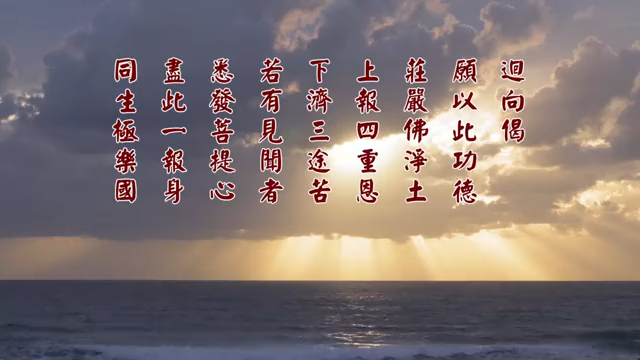 迴向偈
願以此功德
莊嚴佛淨土
上報四重恩
下濟三途苦
若有見聞者
悉發菩提心
盡此一報身
同生極樂國